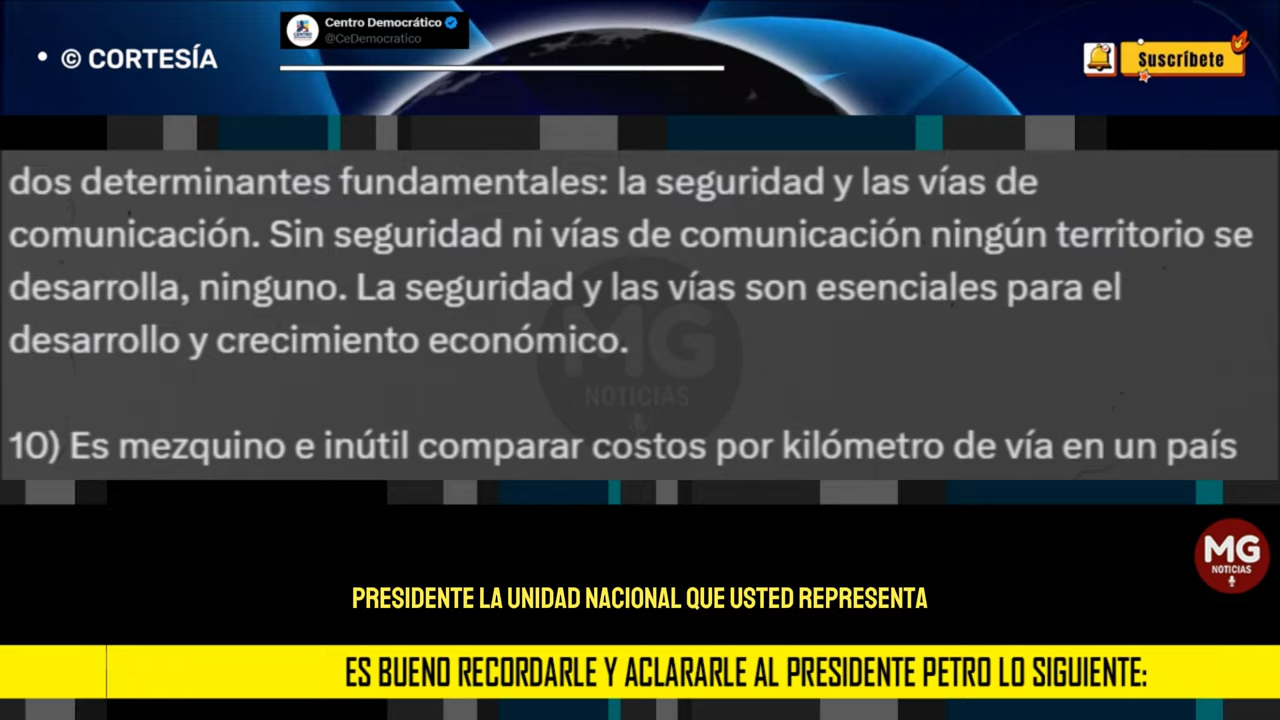 • © CORTESÍA
Centro Democrático
@CeDemocratico
Suscríbete
dos determinantes fundamentales: la seguridad y las vías de
comunicación. Sin seguridad ni vías de comunicación ningún territorio se
desarrolla, ninguno. La seguridad y las vías son esenciales para el
desarrollo y crecimiento económico.
MG
NOTICIAS
10) Es mezquino e inútil comparar costos por kilómetro de vía en un país
MG
NOTICIAS
PRESIDENTE LA UNIDAD NACIONAL QUE USTED REPRESENTA
ES BUENO RECORDARLE Y ACLARARLE AL PRESIDENTE PETRO LO SIGUIENTE: